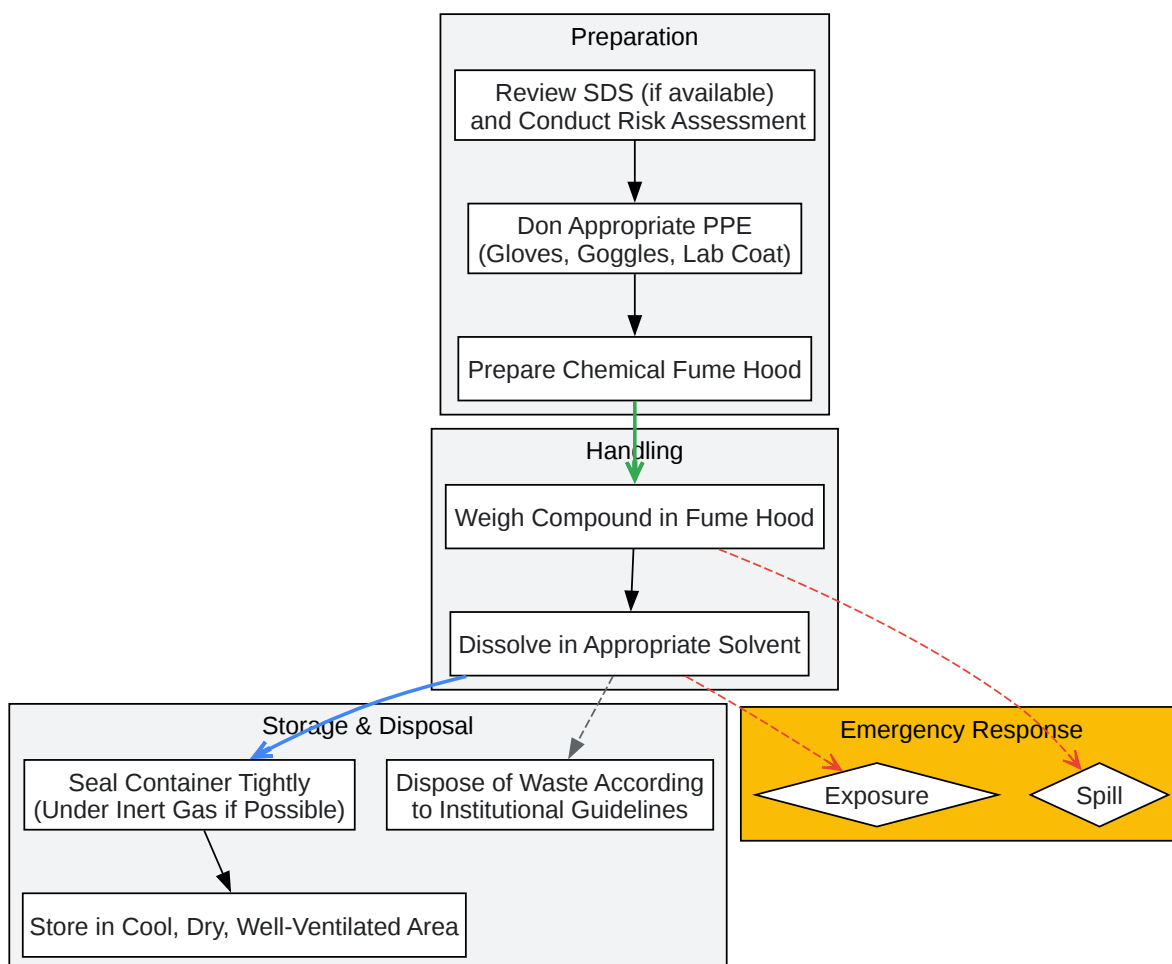 Preparation
Review SDS (if available)
and Conduct Risk Assessment
Don Appropriate PPE
(Gloves, Goggles, Lab Coat)
Prepare Chemical Fume Hood
Handling
Weigh Compound in Fume Hood
Dissolve in Appropriate Solvent
Storage & Disposal
Seal Container Tightly
(Under Inert Gas if Possible)
Dispose of Waste According
to Institutional Guidelines
Store in Cool, Dry, Well-Ventilated Area
Emergency Response
Exposure
Spill